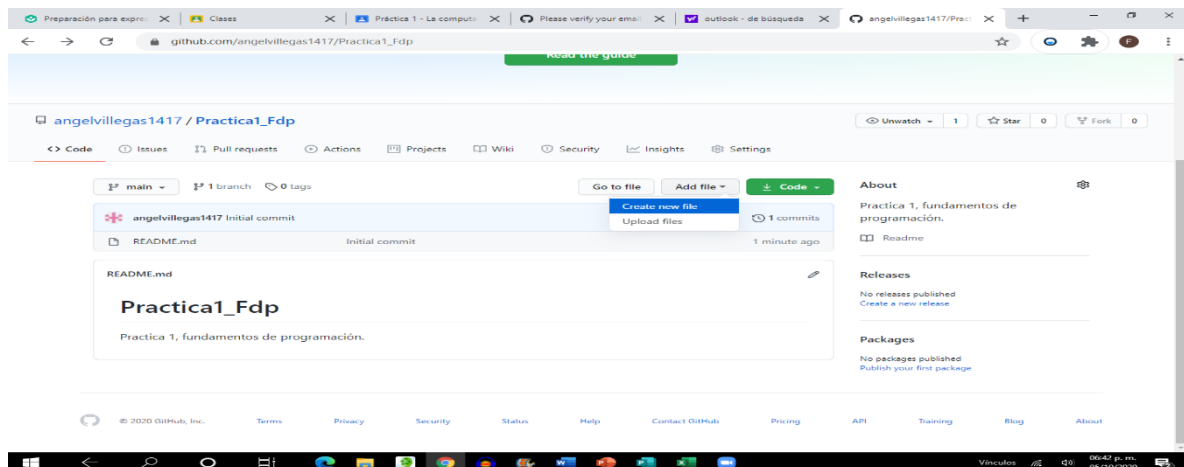 Preparación para expre
Clases
Práctica 1 - La computa
Please verify your email
outlook - de búsqueda
angelvillegas1417/Prac
github.com/angelvillegas1417/Practica1_Fdp
F
Read the guide
angelvillegas1417 / Practica1_Fdp
Unwatch 1
Star 0
Fork 0
<> Code
Issues
Pull requests
Actions
Projects
Wiki
Security
Insights
Settings
main
1 branch
0 tags
Go to file
Add file
Code
Create new file
Upload files
angelvillegas1417 Initial commit
1 commits
README.md
Initial commit
1 minute ago
README.md
Practica1_Fdp
Practica 1, fundamentos de programación.
About
Practica 1, fundamentos de
programación.
Readme
Releases
No releases published
Create a new release
Packages
No packages published
Publish your first package
© 2020 GitHub, Inc.
Terms
Privacy
Security
Status
Help
Contact GitHub
Pricing
API
Training
Blog
About
Vínculos
06:42 p. m.
05/10/2020